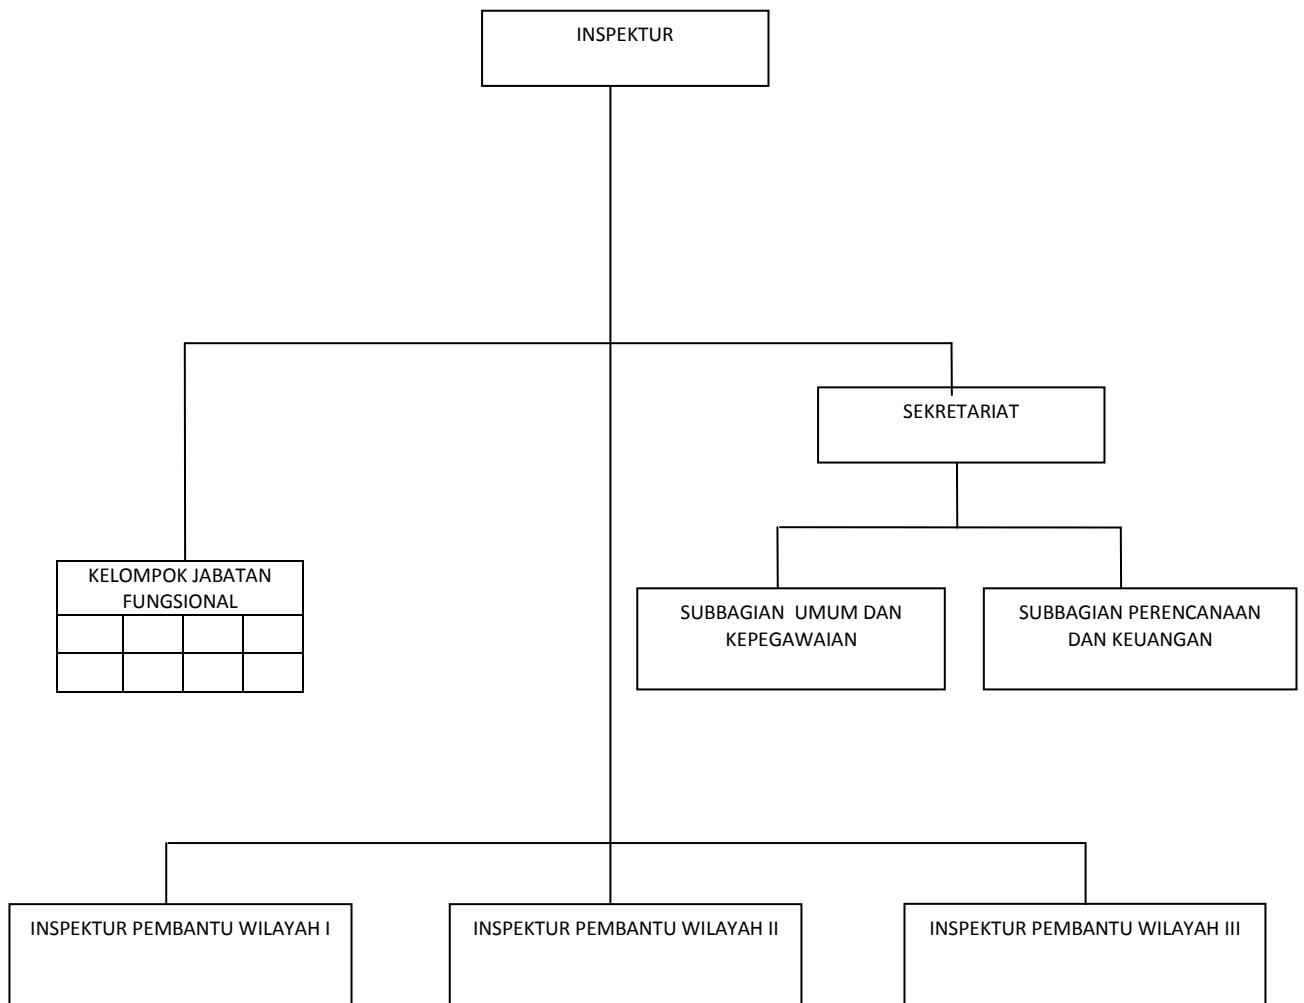 INSPEKTUR
SEKRETARIAT
KELOMPOK JABATAN
FUNGSIONAL
SUBBAGIAN  UMUM DAN
KEPEGAWAIAN
SUBBAGIAN PERENCANAAN
DAN KEUANGAN
INSPEKTUR PEMBANTU WILAYAH I
INSPEKTUR PEMBANTU WILAYAH II
INSPEKTUR PEMBANTU WILAYAH III